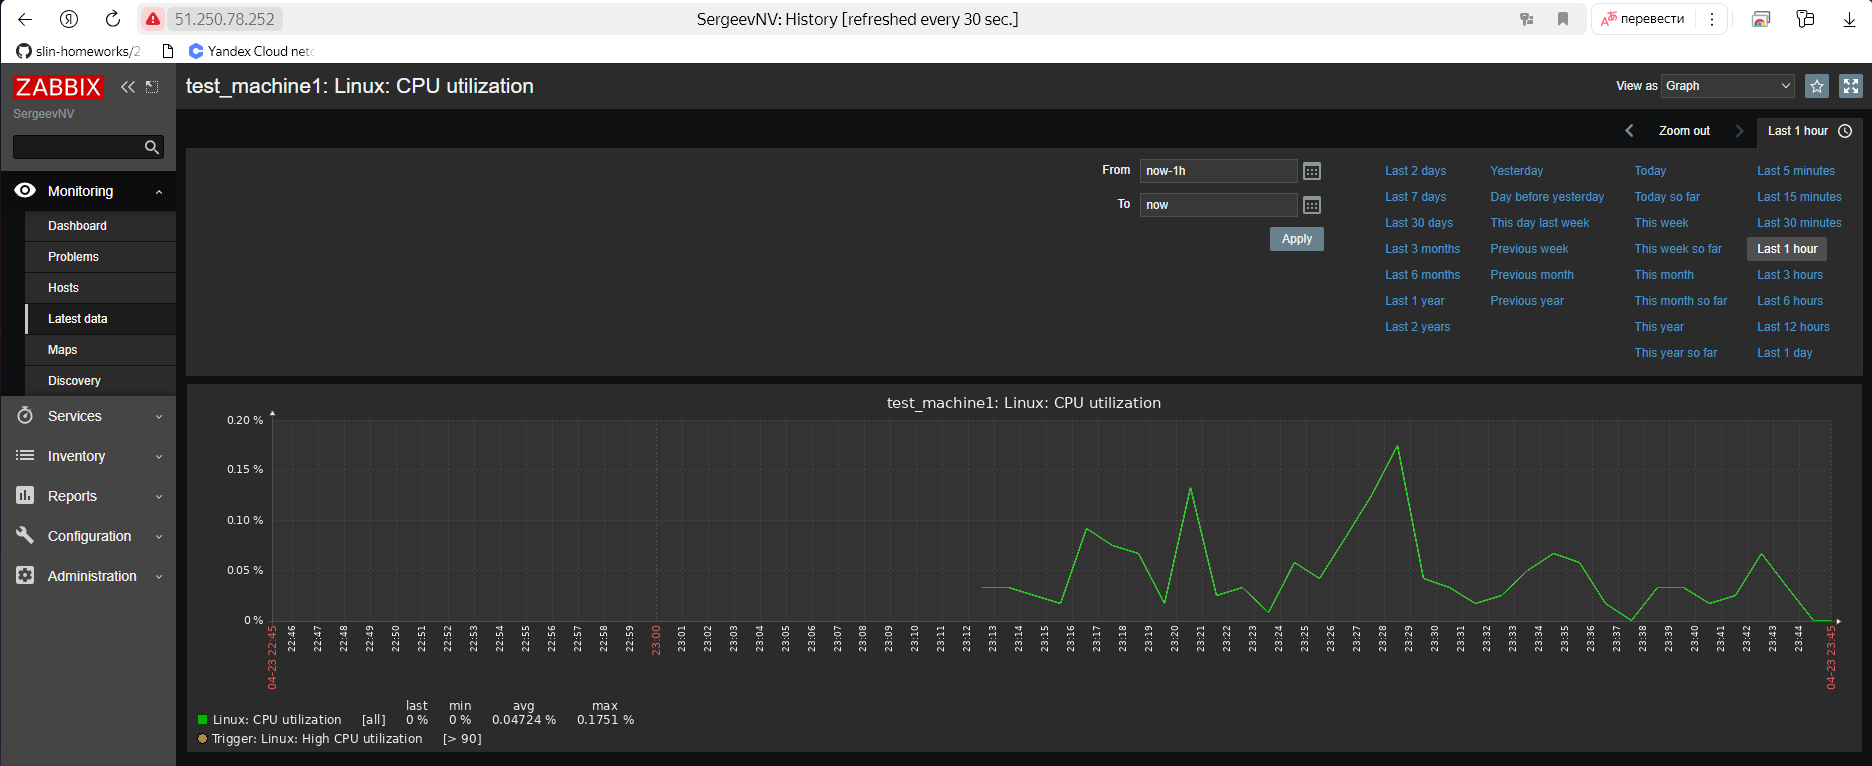 51.250.78.252
SergeevNV: History [refreshed every 30 sec.]
перевести
slin-homeworks/2
Yandex Cloud netc
ZABBIX
SergeevNV
Monitoring
Dashboard
Problems
Hosts
Latest data
Maps
Discovery
Services
Inventory
Reports
Configuration
Administration
test_machine1: Linux: CPU utilization
View as Graph
Zoom out
Last 1 hour
From now-1h
To now
Apply
Last 2 days Yesterday Today Last 5 minutes
Last 7 days Day before yesterday Today so far Last 15 minutes
Last 30 days This day last week This week Last 30 minutes
Last 3 months Previous week This week so far Last 1 hour
Last 6 months Previous month This month Last 3 hours
Last 1 year Previous year This month so far Last 6 hours
Last 2 years This year Last 12 hours
This year so far Last 1 day
test_machine1: Linux: CPU utilization
0.20 %
0.15 %
0.10 %
0.05 %
0 %
04-23 22:45 22:46 22:47 22:48 22:49 22:50 22:51 22:52 22:53 22:54 22:55 22:56 22:57 22:58 22:59 23:00 23:01 23:02 23:03 23:04 23:05 23:06 23:07 23:08 23:09 23:10 23:11 23:12 23:13 23:14 23:15 23:16 23:17 23:18 23:19 23:20 23:21 23:22 23:23 23:24 23:25 23:26 23:27 23:28 23:29 23:30 23:31 23:32 23:33 23:34 23:35 23:36 23:37 23:38 23:39 23:40 23:41 23:42 23:43 23:44 04-23 23:45
last min avg max
Linux: CPU utilization [all] 0 % 0 % 0.04724 % 0.1751 %
Trigger: Linux: High CPU utilization [> 90]